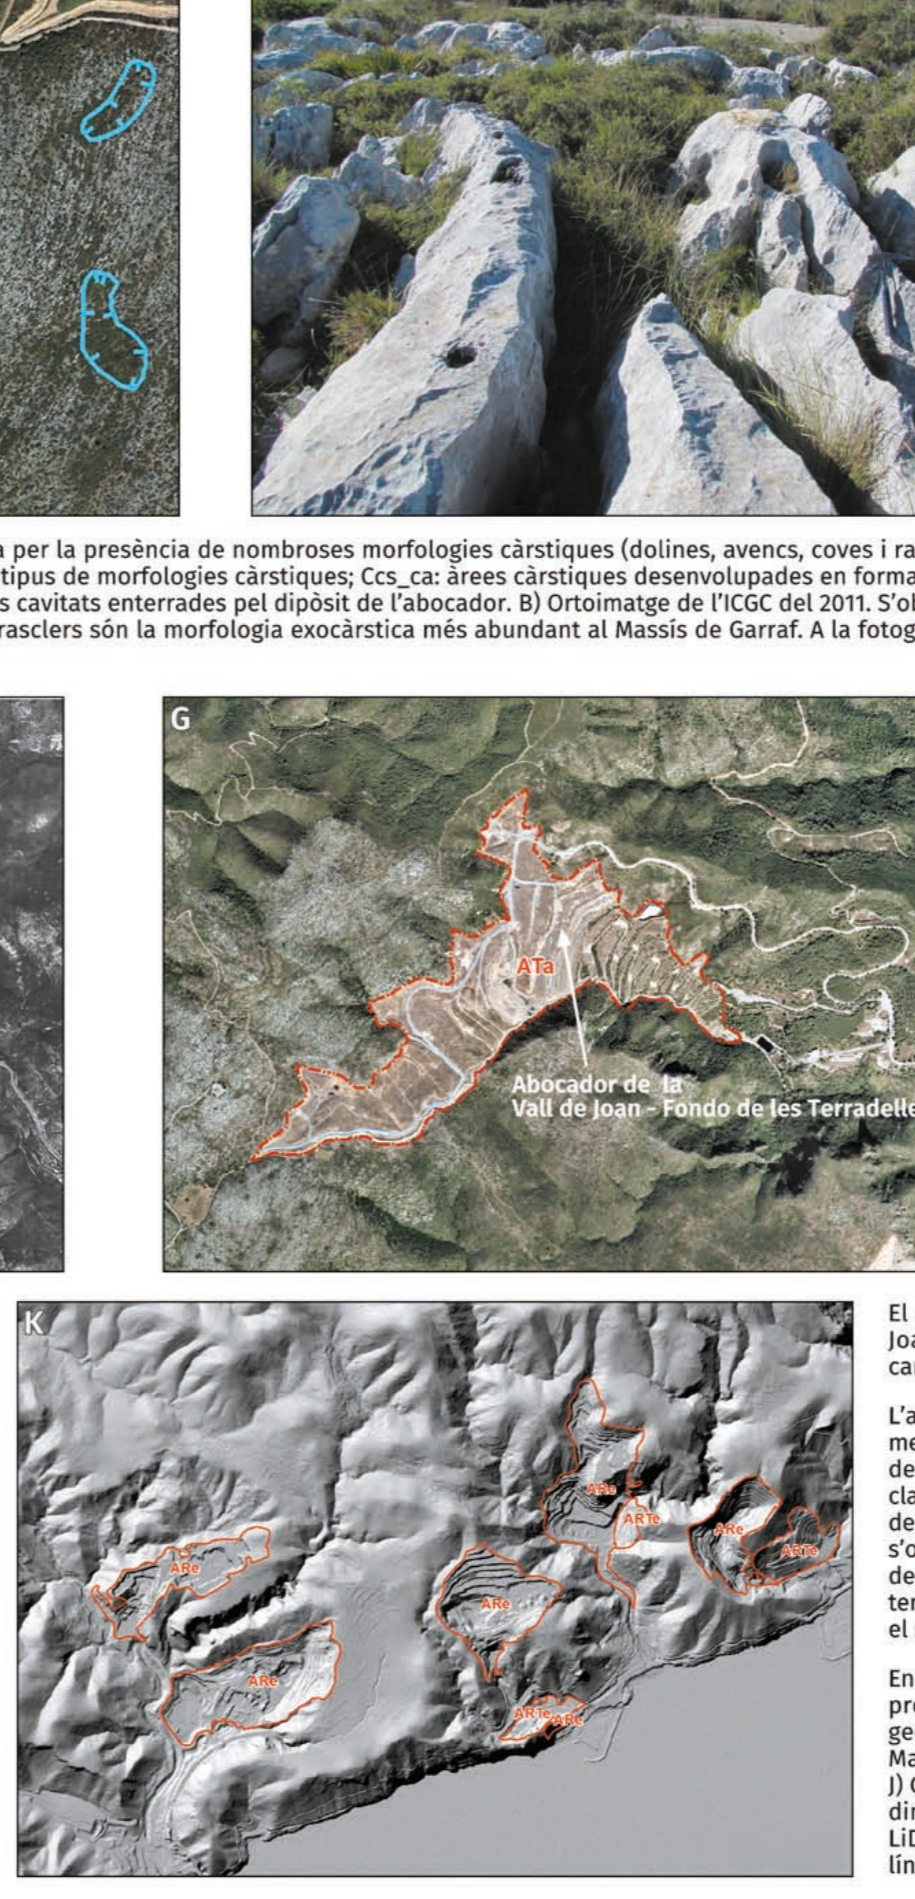 a per la presència de nombroses morfologies càrstiques (dolines, avencs, coves i ra
tipus de morfologies càrstiques; Ccs_ca: àrees càrstiques desenvolupades en forma
s cavitats enterrades pel dipòsit de l'abocador. B) Ortoimatge de l'ICGC del 2011. S'ob
rasclers són la morfologia exocàrstica més abundant al Massís de Garraf. A la fotog
G
ATa
Abocador de la
Vall de Joan - Fondo de les Terradelle
K
ARe
ARTe
ARe
ARTe
ARe
ARe
ARe
ARTe
ARe
El
Joa
car
L'a
me
de
cla
de
s'o
de
ter
el
En
pro
geo
Ma
J)
din
LiD
lín